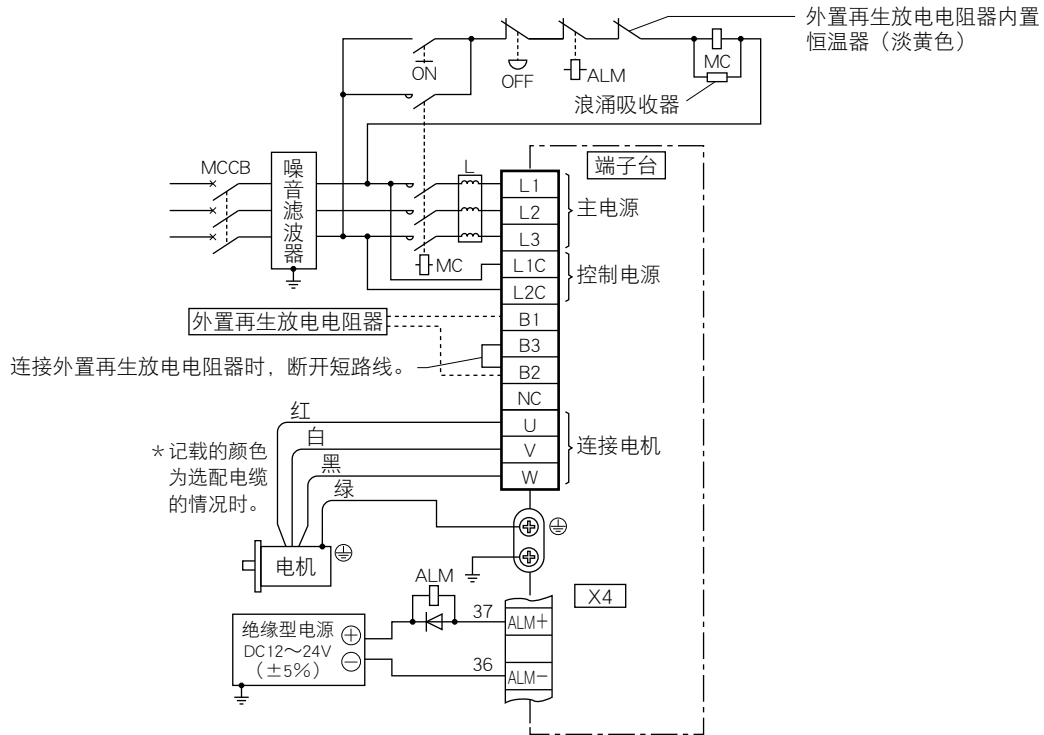 外置再生放电电阻器内置
恒温器（淡黄色）
ON
OFF
ALM
MC
浪涌吸收器
MCCB
噪音滤波器
L
端子台
L1
L2
L3
主电源
MC
L1C
L2C
控制电源
外置再生放电电阻器
B1
B3
B2
连接外置再生放电电阻器时，断开短路线。
NC
红
U
白
V
黑
W
绿
连接电机
＊记载的颜色
为选配电缆
的情况时。
电机
ALM
X4
绝缘型电源
DC12～24V
（±5％）
37
ALM＋
36
ALM－